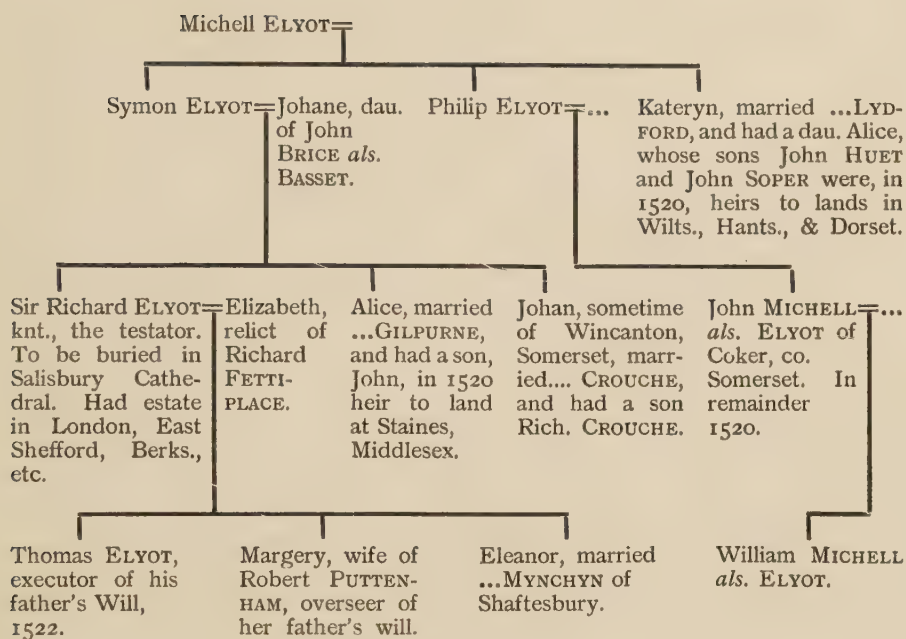 Michell ELYOT=
Symon ELYOT=Johane, dau.
of John
BRICE als.
BASSET.
Philip ELYOT=...
Kateryn, married ...LYD-
FORD, and had a dau. Alice,
whose sons John HUET
and John SOPER were, in
1520, heirs to lands in
Wilts., Hants., & Dorset.
Sir Richard ELYOT=
knt., the testator.
To be buried in
Salisbury Cathe-
dral. Had estate
in London, East
Shefford, Berks.,
etc.
Elizabeth,
relict of
Richard
FETTI-
PLACE.
Alice, married
...GILPURNE,
and had a son,
John, in 1520
heir to land
at Staines,
Middlesex.
Johan, sometime
of Wincanton,
Somerset, mar-
ried.... CROUCHE,
and had a son
Rich. CROUCHE.
John MICHELL=...
als. ELYOT of
Coker, co.
Somerset. In
remainder
1520.
Thomas ELYOT,
executor of his
father's Will,
1522.
Margery, wife of
Robert PUTTEN-
HAM, overseer of
her father's will.
Eleanor, married
...MYNCHYN of
Shaftesbury.
William MICHELL
als. ELYOT.